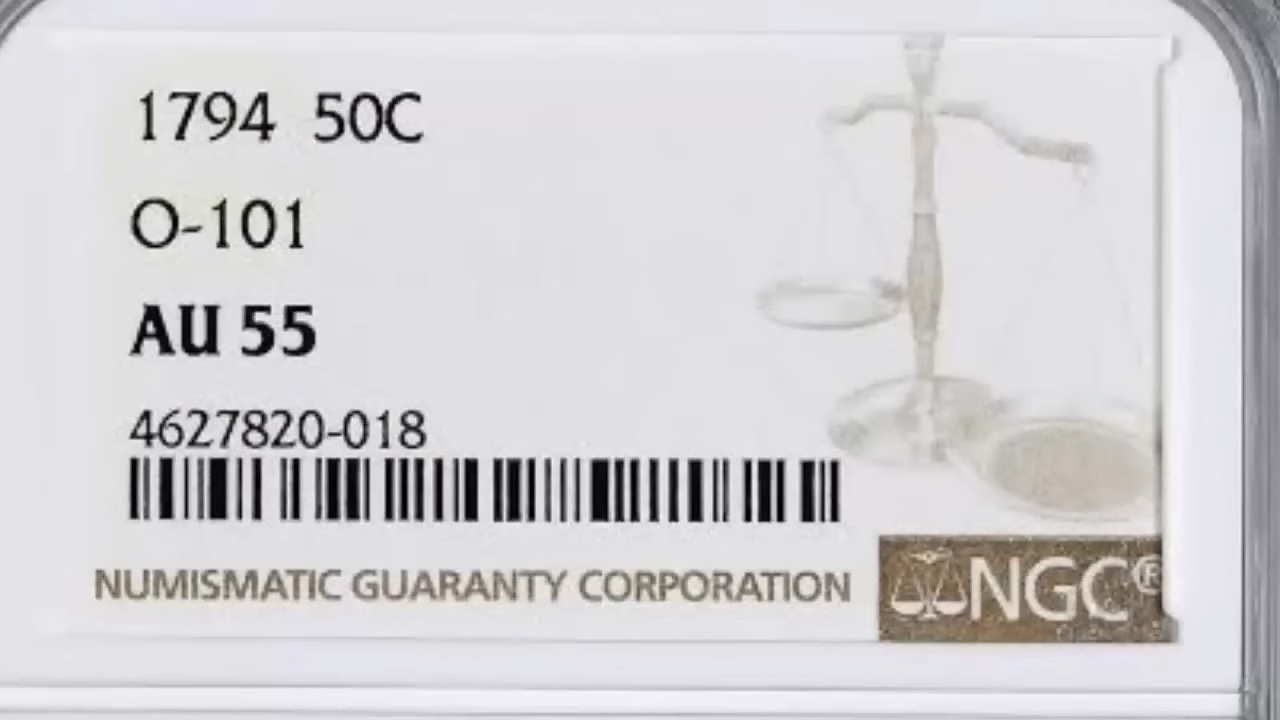 1794 50C
O-101
AU 55
4627820-018
NUMISMATIC GUARANTY CORPORATION
NGC®